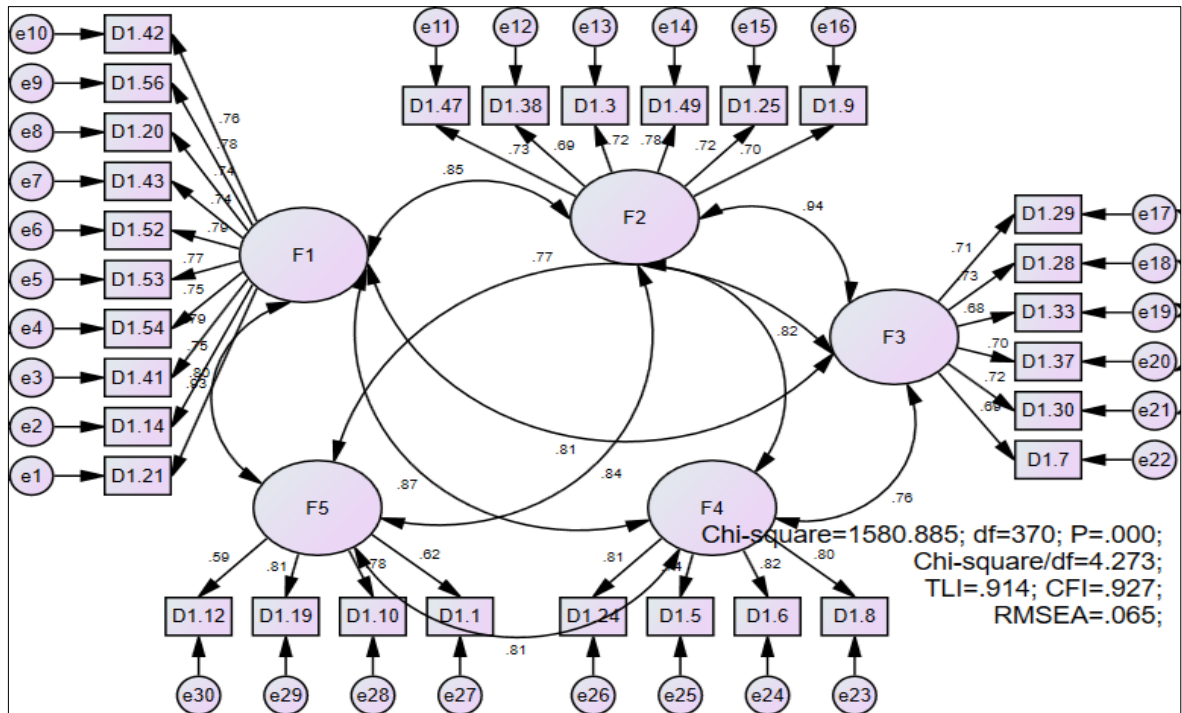 e10 D1.42
e9 D1.56
e8 D1.20
e7 D1.43
e6 D1.52
e5 D1.53
e4 D1.54
e3 D1.41
e2 D1.14
e1 D1.21
.76
.78
.74
.74
.79
.77
.75
.79
.75
.80
.93
F1
e11 e12 e13 e14 e15 e16
D1.47 D1.38 D1.3 D1.49 D1.25 D1.9
.73 .69 .72 .78 .72 .70
F2
.85
.94
.77
.82
D1.29 e17
D1.28 e18
D1.33 e19
D1.37 e20
D1.30 e21
D1.7 e22
.71
.73
.68
.70
.72
.69
F3
.81
.84
.87
.76
F5
F4
.59 .81 .78 .62
.81 .82 .80
D1.12 D1.19 D1.10 D1.1 D1.24 D1.5 D1.6 D1.8
.81
e30 e29 e28 e27 e26 e25 e24 e23
Chi-square=1580.885; df=370; P=.000;
Chi-square/df=4.273;
TLI=.914; CFI=.927;
RMSEA=.065;